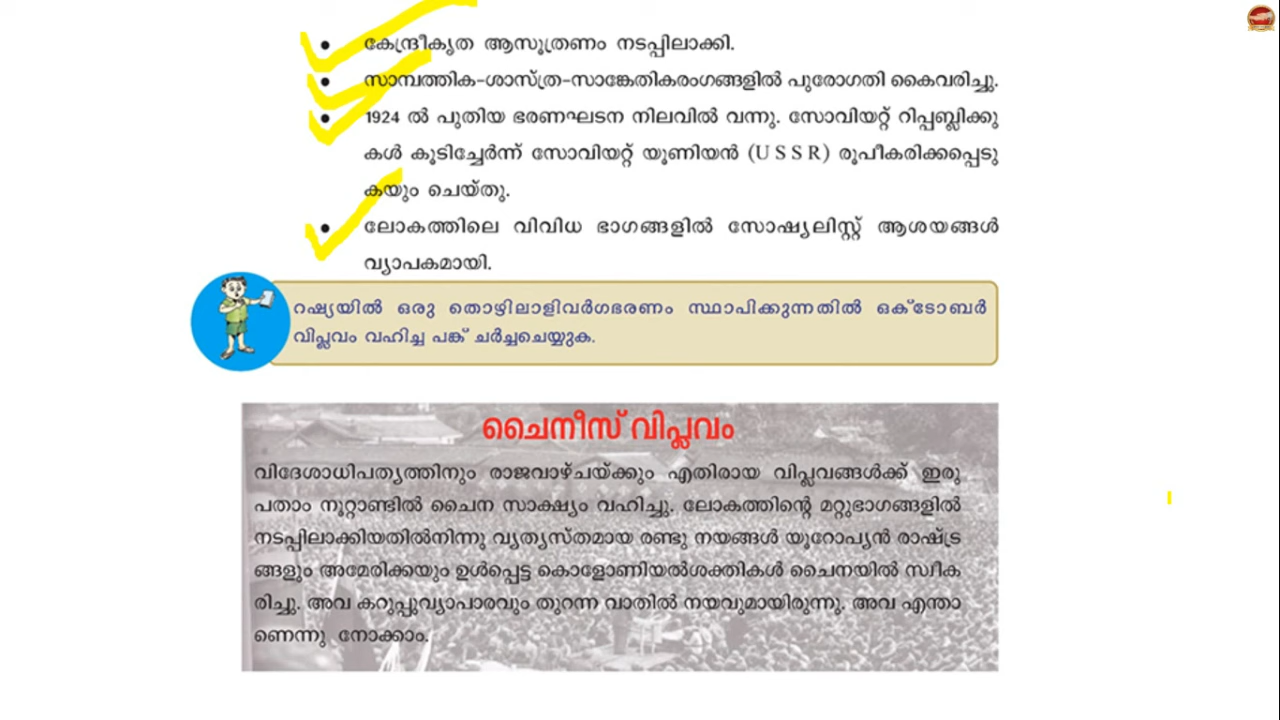 • കേന്ദ്രീകൃത ആസൂത്രണം നടപ്പിലാക്കി.
• സാമ്പത്തിക-ശാസ്ത്ര-സാങ്കേതികരംഗങ്ങളിൽ പുരോഗതി കൈവരിച്ചു.
• 1924 ൽ പുതിയ ഭരണഘടന നിലവിൽ വന്നു. സോവിയറ്റ് റിപ്പബ്ലിക്കു
കൾ കൂടിച്ചേർന്ന് സോവിയറ്റ് യൂണിയൻ (U S S R) രൂപീകരിക്കപ്പെടു
കയും ചെയ്തു.
• ലോകത്തിലെ വിവിധ ഭാഗങ്ങളിൽ സോഷ്യലിസ്റ്റ് ആശയങ്ങൾ
വ്യാപകമായി.
റഷ്യയിൽ ഒരു തൊഴിലാളിവർഗഭരണം സ്ഥാപിക്കുന്നതിൽ ഒക്ടോബർ
വിപ്ലവം വഹിച്ച പങ്ക് ചർച്ചചെയ്യുക.
ചൈനീസ് വിപ്ലവം
വിദേശാധിപത്യത്തിനും രാജവാഴ്ചയ്ക്കും എതിരായ വിപ്ലവങ്ങൾക്ക് ഇരു
പതാം നൂറ്റാണ്ടിൽ ചൈന സാക്ഷ്യം വഹിച്ചു. ലോകത്തിന്റെ മറ്റുഭാഗങ്ങളിൽ
നടപ്പിലാക്കിയതിൽനിന്നു വ്യത്യസ്തമായ രണ്ടു നയങ്ങൾ യൂറോപ്യൻ രാഷ്ട്ര
ങ്ങളും അമേരിക്കയും ഉൾപ്പെട്ട കൊളോണിയൽശക്തികൾ ചൈനയിൽ സ്വീക
രിച്ചു. അവ കറുപ്പുവ്യാപാരവും തുറന്ന വാതിൽ നയവുമായിരുന്നു. അവ എന്താ
ണെന്നു നോക്കാം.